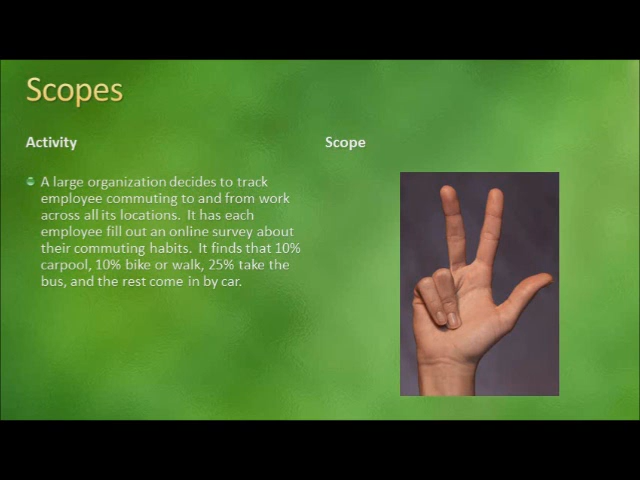 Scopes
Activity
Scope
A large organization decides to track
employee commuting to and from work
across all its locations. It has each
employee fill out an online survey about
their commuting habits. It finds that 10%
carpool, 10% bike or walk, 25% take the
bus, and the rest come in by car.